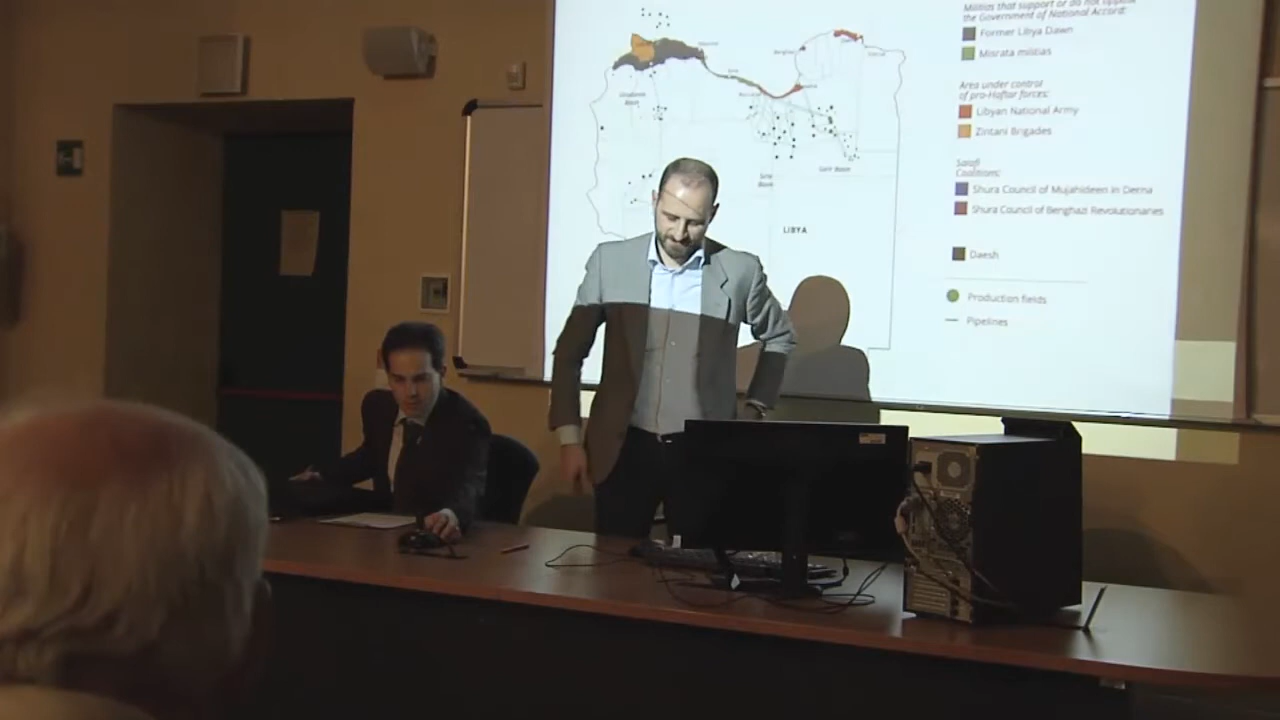 Militias that support or do not oppose
the Government of National Accord:
Former Libya Dawn
Misrata militias
Area under control
of pro-Haftar forces:
Libyan National Army
Zintani Brigades
Salafi
Coalitions:
Shura Council of Mujahideen in Derna
Shura Council of Benghazi Revolutionaries
Daesh
Production fields
Pipelines
Sirte Basin
LIBYA